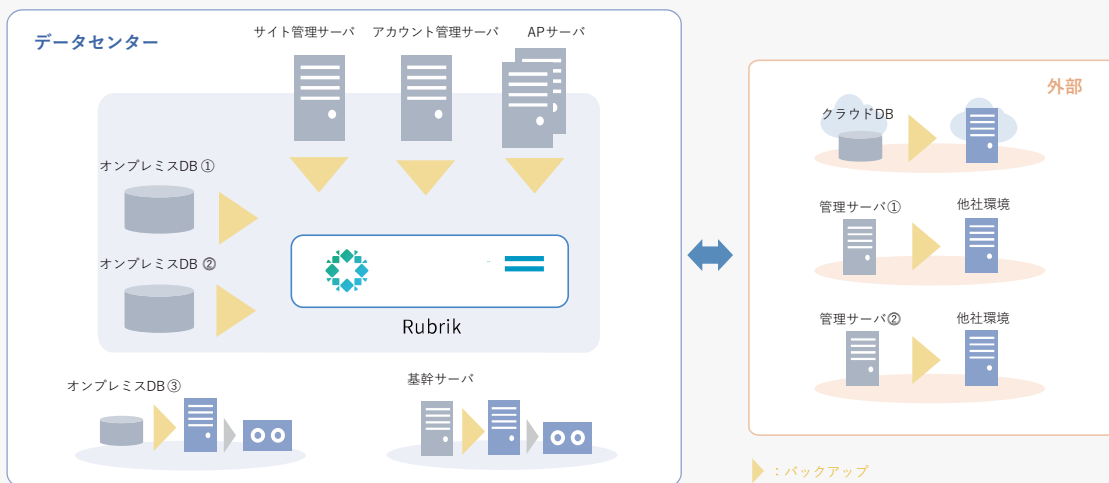 サイト管理サーバ
アカウント管理サーバ
APサーバ
データセンター
外部
クラウドDB
オンプレミスDB①
管理サーバ①
他社環境
オンプレミスDB②
Rubrik
管理サーバ②
他社環境
オンプレミスDB③
基幹サーバ
：バックアップ